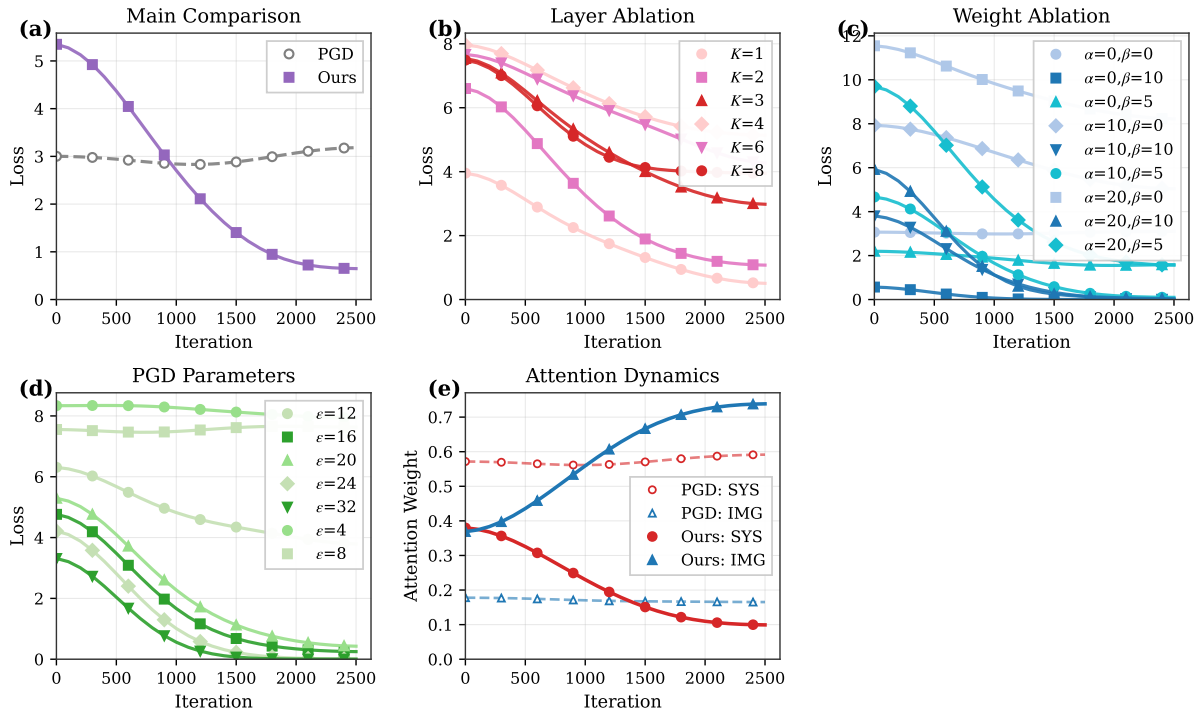 (a) Main Comparison
Loss
5
4
3
2
1
0
PGD
Ours
0 500 1000 1500 2000 2500
Iteration
(b) Layer Ablation
Loss
8
6
4
2
0
K=1
K=2
K=3
K=4
K=6
K=8
0 500 1000 1500 2000 2500
Iteration
(c) Weight Ablation
Loss
12
10
8
6
4
2
0
α=0,β=0
α=0,β=10
α=0,β=5
α=10,β=0
α=10,β=10
α=10,β=5
α=20,β=0
α=20,β=10
α=20,β=5
0 500 1000 1500 2000 2500
Iteration
(d) PGD Parameters
Loss
8
6
4
2
0
ε=12
ε=16
ε=20
ε=24
ε=32
ε=4
ε=8
0 500 1000 1500 2000 2500
Iteration
(e) Attention Dynamics
Attention Weight
0.7
0.6
0.5
0.4
0.3
0.2
0.1
0.0
PGD: SYS
PGD: IMG
Ours: SYS
Ours: IMG
0 500 1000 1500 2000 2500
Iteration